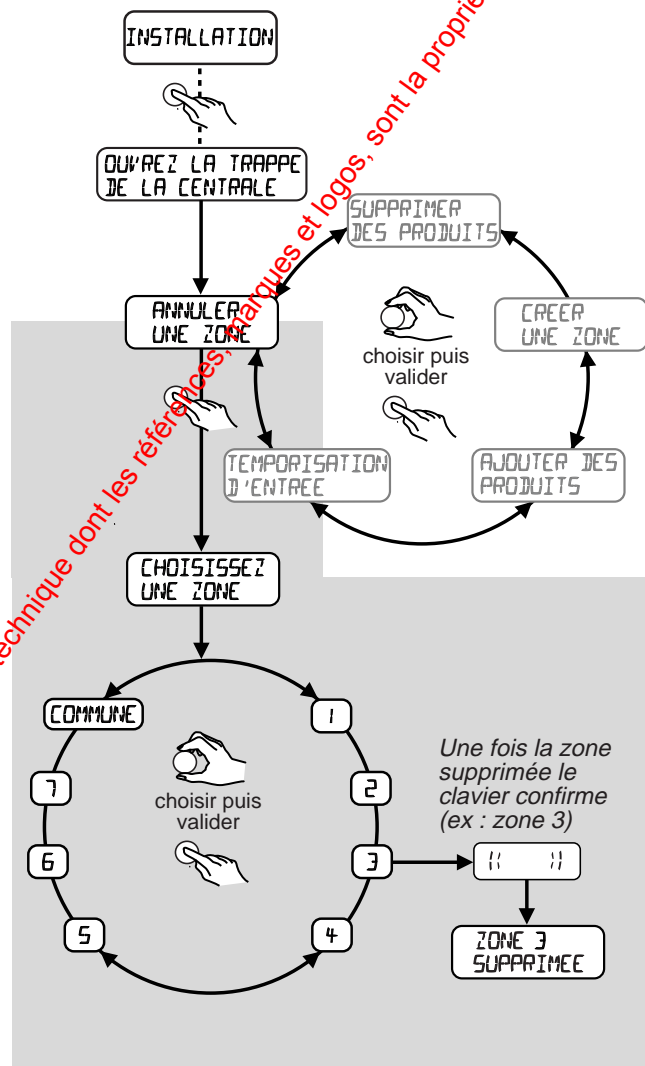 INSTALLATION
OUVREZ LA TRAPPE
DE LA CENTRALE
SUPPRIMER
DES PRODUITS
ANNULER
UNE ZONE
CREER
UNE ZONE
choisir puis
valider
TEMPORISATION
D'ENTREE
AJOUTER DES
PRODUITS
CHOISISSEZ
UNE ZONE
COMMUNE
1
2
3
4
5
6
7
choisir puis
valider
Une fois la zone
supprimée le
clavier confirme
(ex : zone 3)
ZONE 3
SUPPRIMEE
technique dont les références, marques et logos, sont la